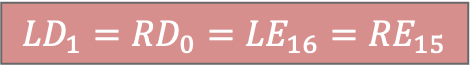 LD₁ = RD₀ = LE₁₆ = RE₁₅